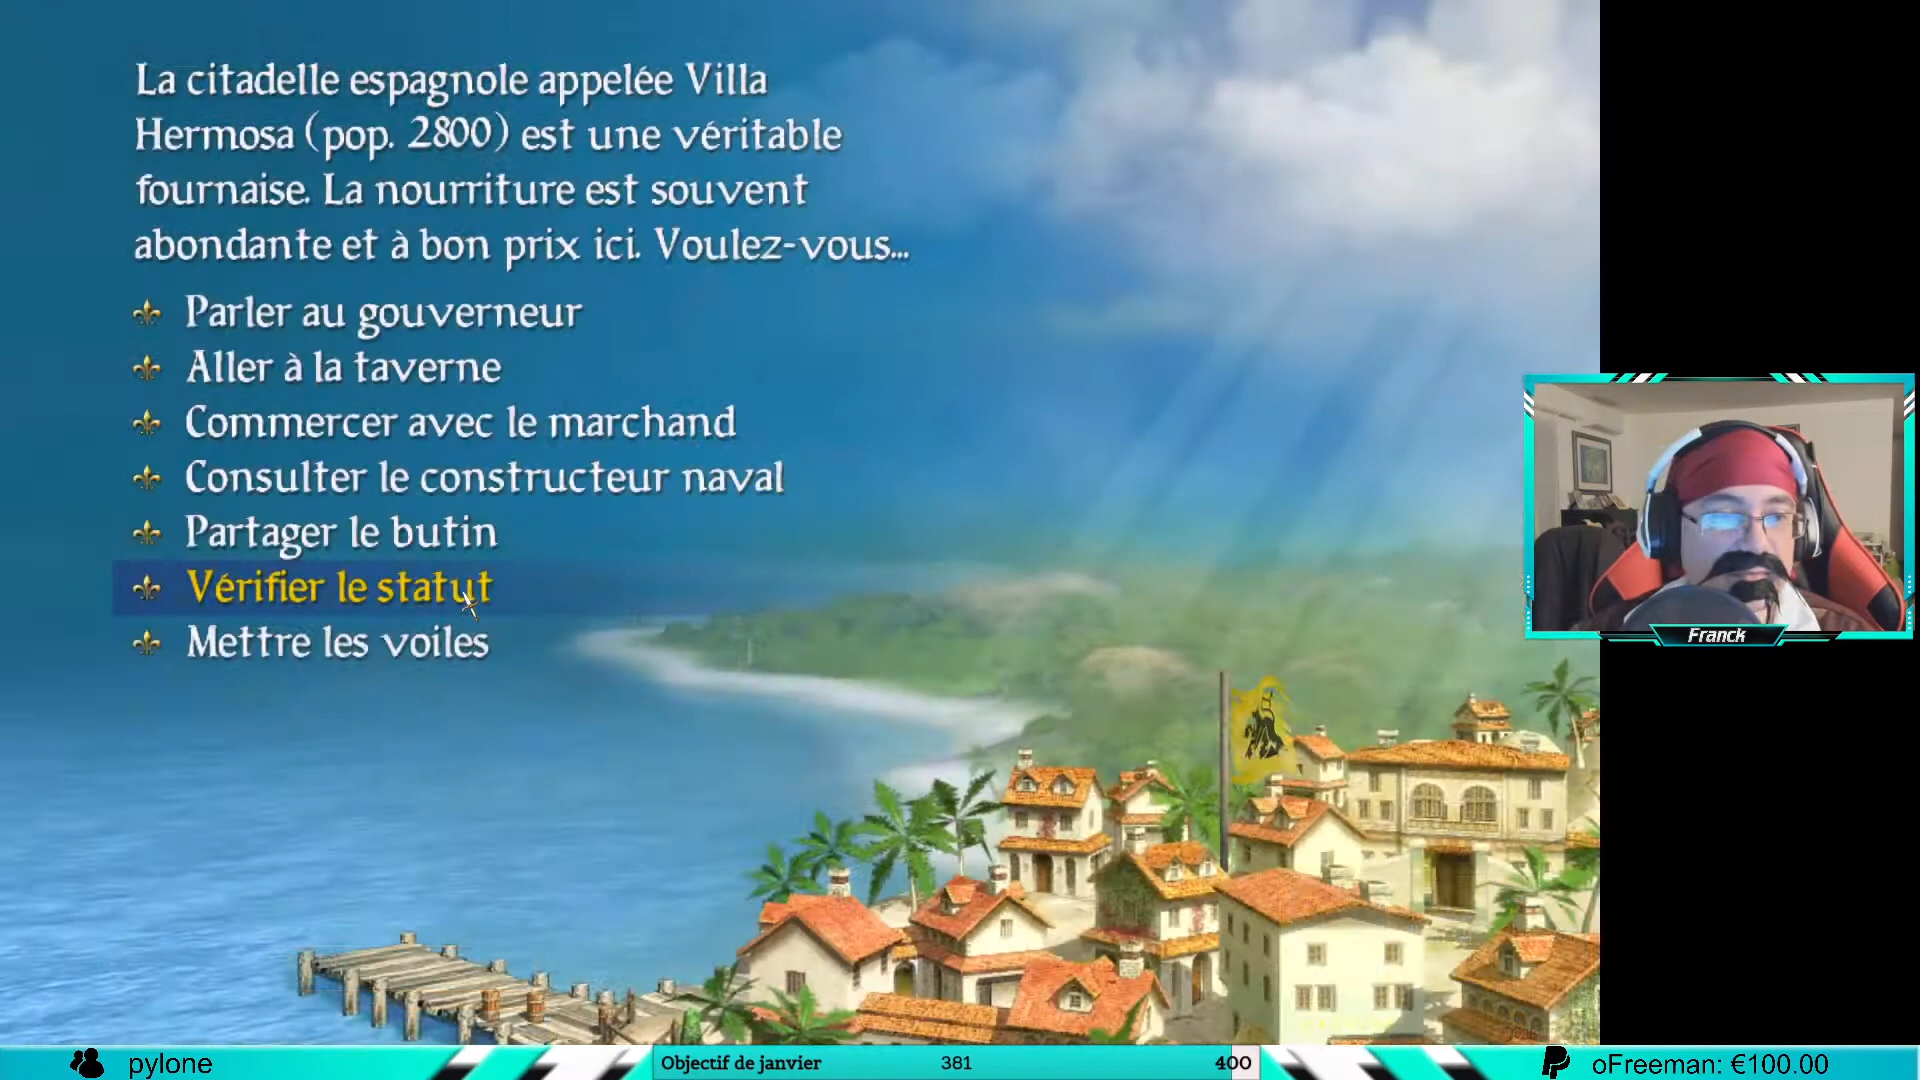 La citadelle espagnole appelée Villa
Hermosa (pop. 2800) est une véritable
fournaise. La nourriture est souvent
abondante et à bon prix ici. Voulez-vous...
Parler au gouverneur
Aller à la taverne
Commercer avec le marchand
Consulter le constructeur naval
Partager le butin
Vérifier le statut
Mettre les voiles
Franck
pylone
Objectif de janvier 381 400
oFreeman: €100.00